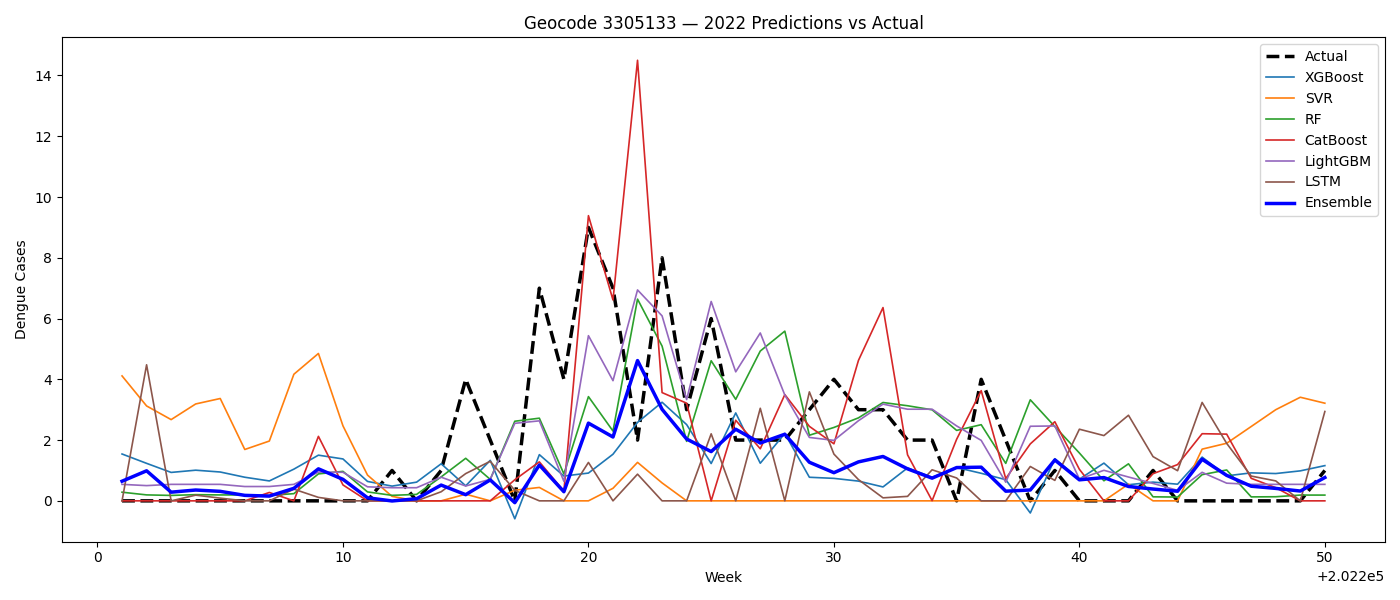 Geocode 3305133 — 2022 Predictions vs Actual
Dengue Cases
14
12
10
8
6
4
2
0
0
10
20
30
40
50
+2.022e5
Week
Actual
XGBoost
SVR
RF
CatBoost
LightGBM
LSTM
Ensemble